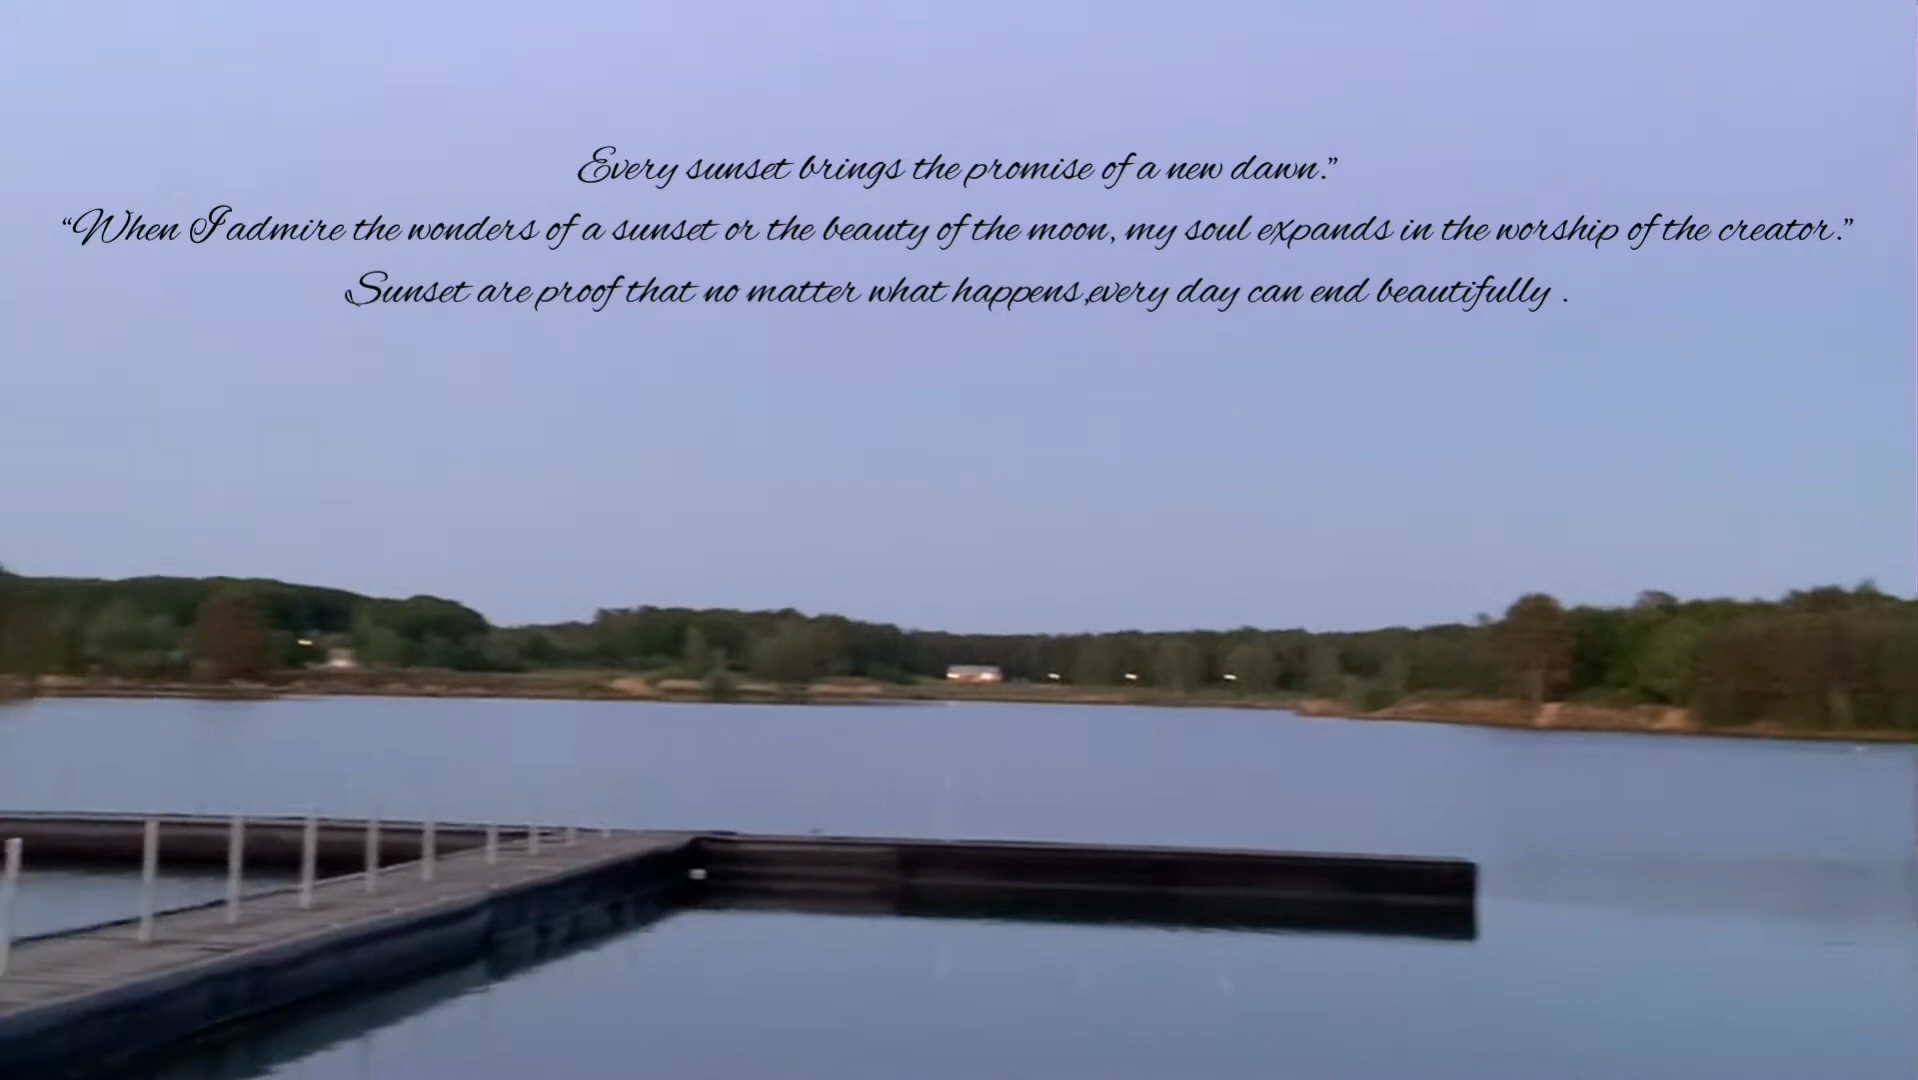 Every sunset brings the promise of a new dawn.”
“When I admire the wonders of a sunset or the beauty of the moon, my soul expands in the worship of the creator.”
Sunset are proof that no matter what happens,every day can end beautifully .